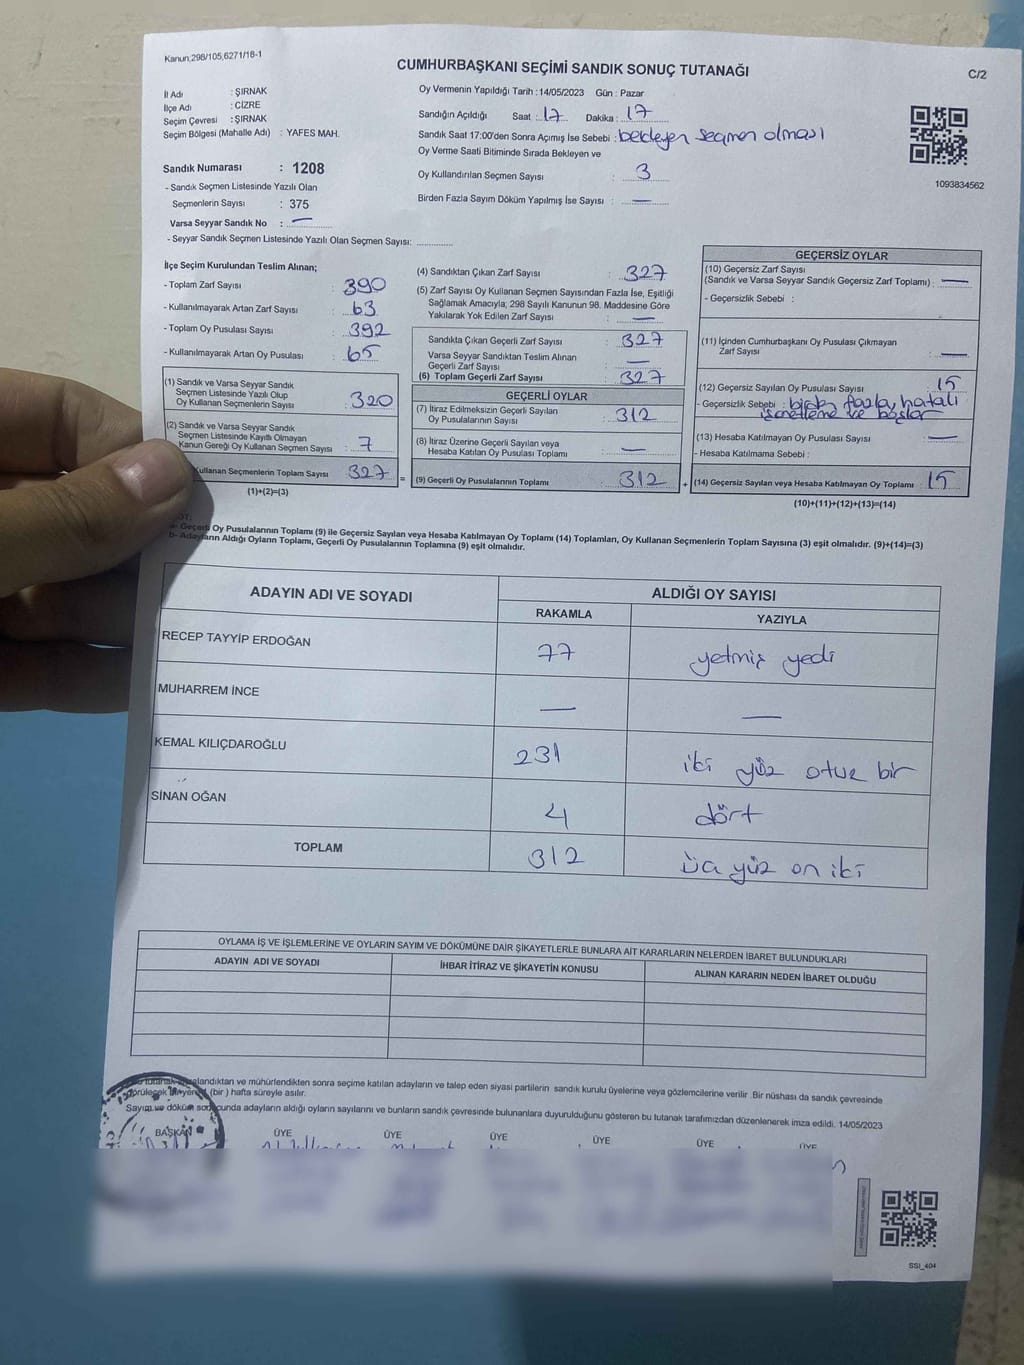 Kanun;298/105,6271/18-1
CUMHURBAŞKANI SEÇİMİ SANDIK SONUÇ TUTANAĞI
C/2
İl Adı : ŞIRNAK
İlçe Adı : CİZRE
Seçim Çevresi : ŞIRNAK
Seçim Bölgesi (Mahalle Adı) : YAFES MAH.
Sandık Numarası : 1208
- Sandık Seçmen Listesinde Yazılı Olan
Seçmenlerin Sayısı : 375
Varsa Seyyar Sandık No : —
- Seyyar Sandık Seçmen Listesinde Yazılı Olan Seçmen Sayısı: ............
Oy Vermenin Yapıldığı Tarih : 14/05/2023 Gün : Pazar
Sandığın Açıldığı Saat : 17 Dakika : 17
Sandık Saat 17:00'den Sonra Açımış İse Sebebi : bekleyen seçmen olması
Oy Verme Saati Bitiminde Sırada Bekleyen ve
Oy Kullandırılan Seçmen Sayısı : 3
Birden Fazla Sayım Döküm Yapılmış İse Sayısı : —
1093834562
İlçe Seçim Kurulundan Teslim Alınan;
- Toplam Zarf Sayısı : 390
- Kullanılmayarak Artan Zarf Sayısı : 63
- Toplam Oy Pusulası Sayısı : 392
- Kullanılmayarak Artan Oy Pusulası : 65
(1) Sandık ve Varsa Seyyar Sandık
Seçmen Listesinde Yazılı Olup
Oy Kullanan Seçmenlerin Sayısı : 320
(2) Sandık ve Varsa Seyyar Sandık
Seçmen Listesinde Kayıtlı Olmayan
Kanun Gereği Oy Kullanan Seçmen Sayısı : 7
Kullanan Seçmenlerin Toplam Sayısı 327 =
(1)+(2)=(3)
(4) Sandıktan Çıkan Zarf Sayısı : 327
(5) Zarf Sayısı Oy Kullanan Seçmen Sayısından Fazla İse, Eşitliği
Sağlamak Amacıyla; 298 Sayılı Kanunun 98. Maddesine Göre
Yakılarak Yok Edilen Zarf Sayısı : —
Sandıkta Çıkan Geçerli Zarf Sayısı : 327
Varsa Seyyar Sandıktan Teslim Alınan
Geçerli Zarf Sayısı : —
(6) Toplam Geçerli Zarf Sayısı : 327
GEÇERLİ OYLAR
(7) İtiraz Edilmeksizin Geçerli Sayılan
Oy Pusulalarının Sayısı : 312
(8) İtiraz Üzerine Geçerli Sayılan veya
Hesaba Katılan Oy Pusulası Toplamı : —
(9) Geçerli Oy Pusulalarının Toplamı : 312 +
GEÇERSİZ OYLAR
(10) Geçersiz Zarf Sayısı
(Sandık ve Varsa Seyyar Sandık Geçersiz Zarf Toplamı) : —
- Geçersizlik Sebebi :
(11) İçinden Cumhurbaşkanı Oy Pusulası Çıkmayan
Zarf Sayısı : —
(12) Geçersiz Sayılan Oy Pusulası Sayısı : 15
- Geçersizlik Sebebi : birden fazla, hatalı
işaretleme ve boşlar
(13) Hesaba Katılmayan Oy Pusulası Sayısı : —
- Hesaba Katılmama Sebebi :
(14) Geçersiz Sayılan veya Hesaba Katılmayan Oy Toplamı : 15
(10)+(11)+(12)+(13)=(14)
a- Geçerli Oy Pusulalarının Toplamı (9) ile Geçersiz Sayılan veya Hesaba Katılmayan Oy Toplamı (14) Toplamları, Oy Kullanan Seçmenlerin Toplam Sayısına (3) eşit olmalıdır. (9)+(14)=(3)
b- Adayların Aldığı Oyların Toplamı, Geçerli Oy Pusulalarının Toplamına (9) eşit olmalıdır.
ADAYIN ADI VE SOYADI ALDIĞI OY SAYISI
RAKAMLA YAZIYLA
RECEP TAYYİP ERDOĞAN 77 yetmiş yedi
MUHARREM İNCE — —
KEMAL KILIÇDAROĞLU 231 iki yüz otuz bir
SİNAN OĞAN 4 dört
TOPLAM 312 üç yüz on iki
OYLAMA İŞ VE İŞLEMLERİNE VE OYLARIN SAYIM VE DÖKÜMÜNE DAİR ŞİKAYETLERLE BUNLARA AİT KARARLARIN NELERDEN İBARET BULUNDUKLARI
ADAYIN ADI VE SOYADI İHBAR İTİRAZ VE ŞİKAYETİN KONUSU ALINAN KARARIN NEDEN İBARET OLDUĞU
tutanak alandıktan ve mühürlendikten sonra seçime katılan adayların ve talep eden siyasi partilerin sandık kurulu üyelerine veya gözlemcilerine verilir .Bir nüshası da sandık çevresinde
(bir ) hafta süreyle asılır.
Sayım ve döküm adayların aldığı oyların sayılarını ve bunların sandık çevresinde bulunanlara duyurulduğunu gösteren bu tutanak tarafımızdan düzenlenerek imza edildi. 14/05/2023
BAŞKAN ÜYE ÜYE ÜYE ÜYE ÜYE ÜYE
SSI_404